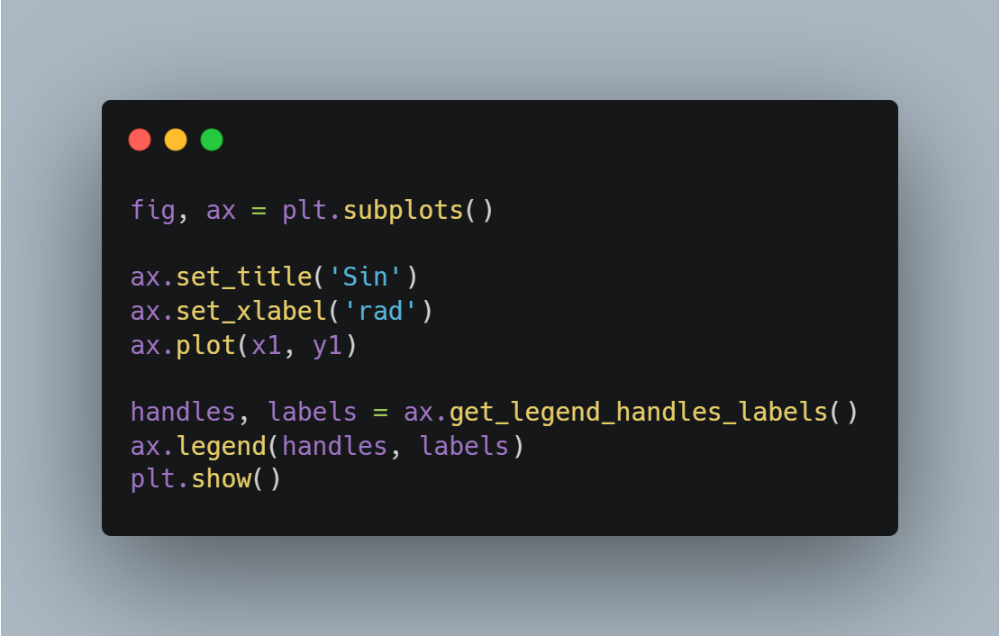 fig, ax = plt.subplots()
ax.set_title('Sin')
ax.set_xlabel('rad')
ax.plot(x1, y1)
handles, labels = ax.get_legend_handles_labels()
ax.legend(handles, labels)
plt.show()